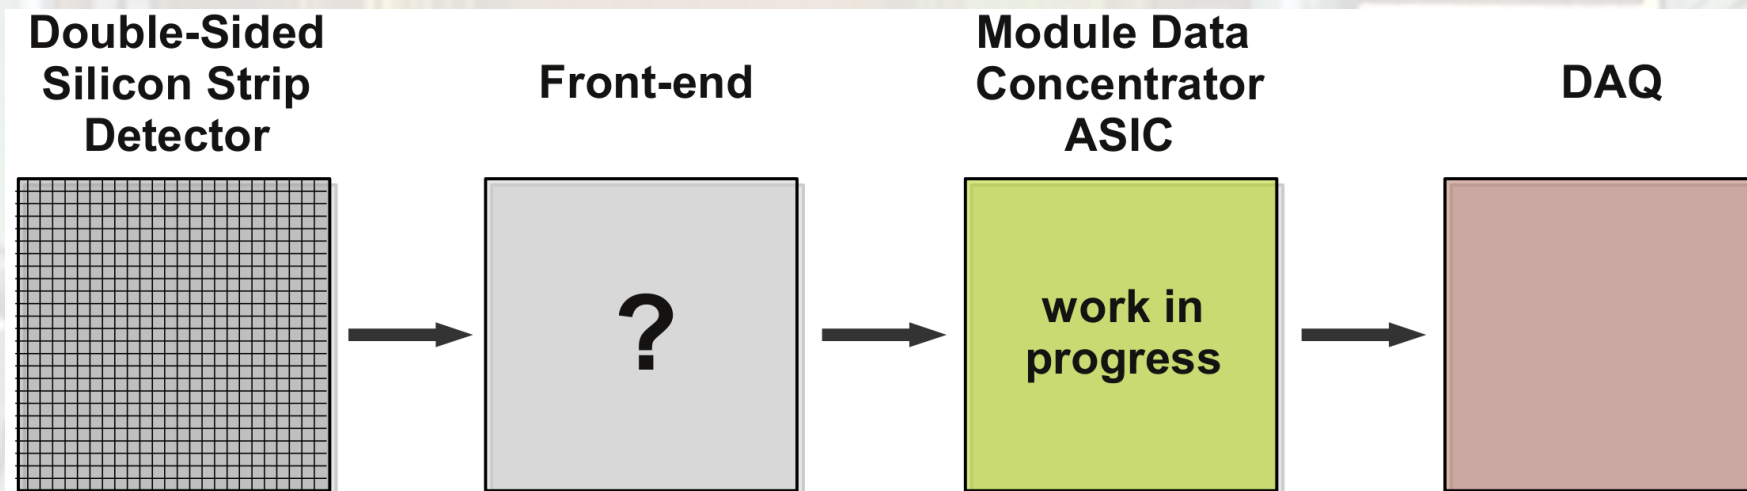 Double-Sided
Silicon Strip
Detector
Front-end
Module Data
Concentrator
ASIC
DAQ
?
work in
progress